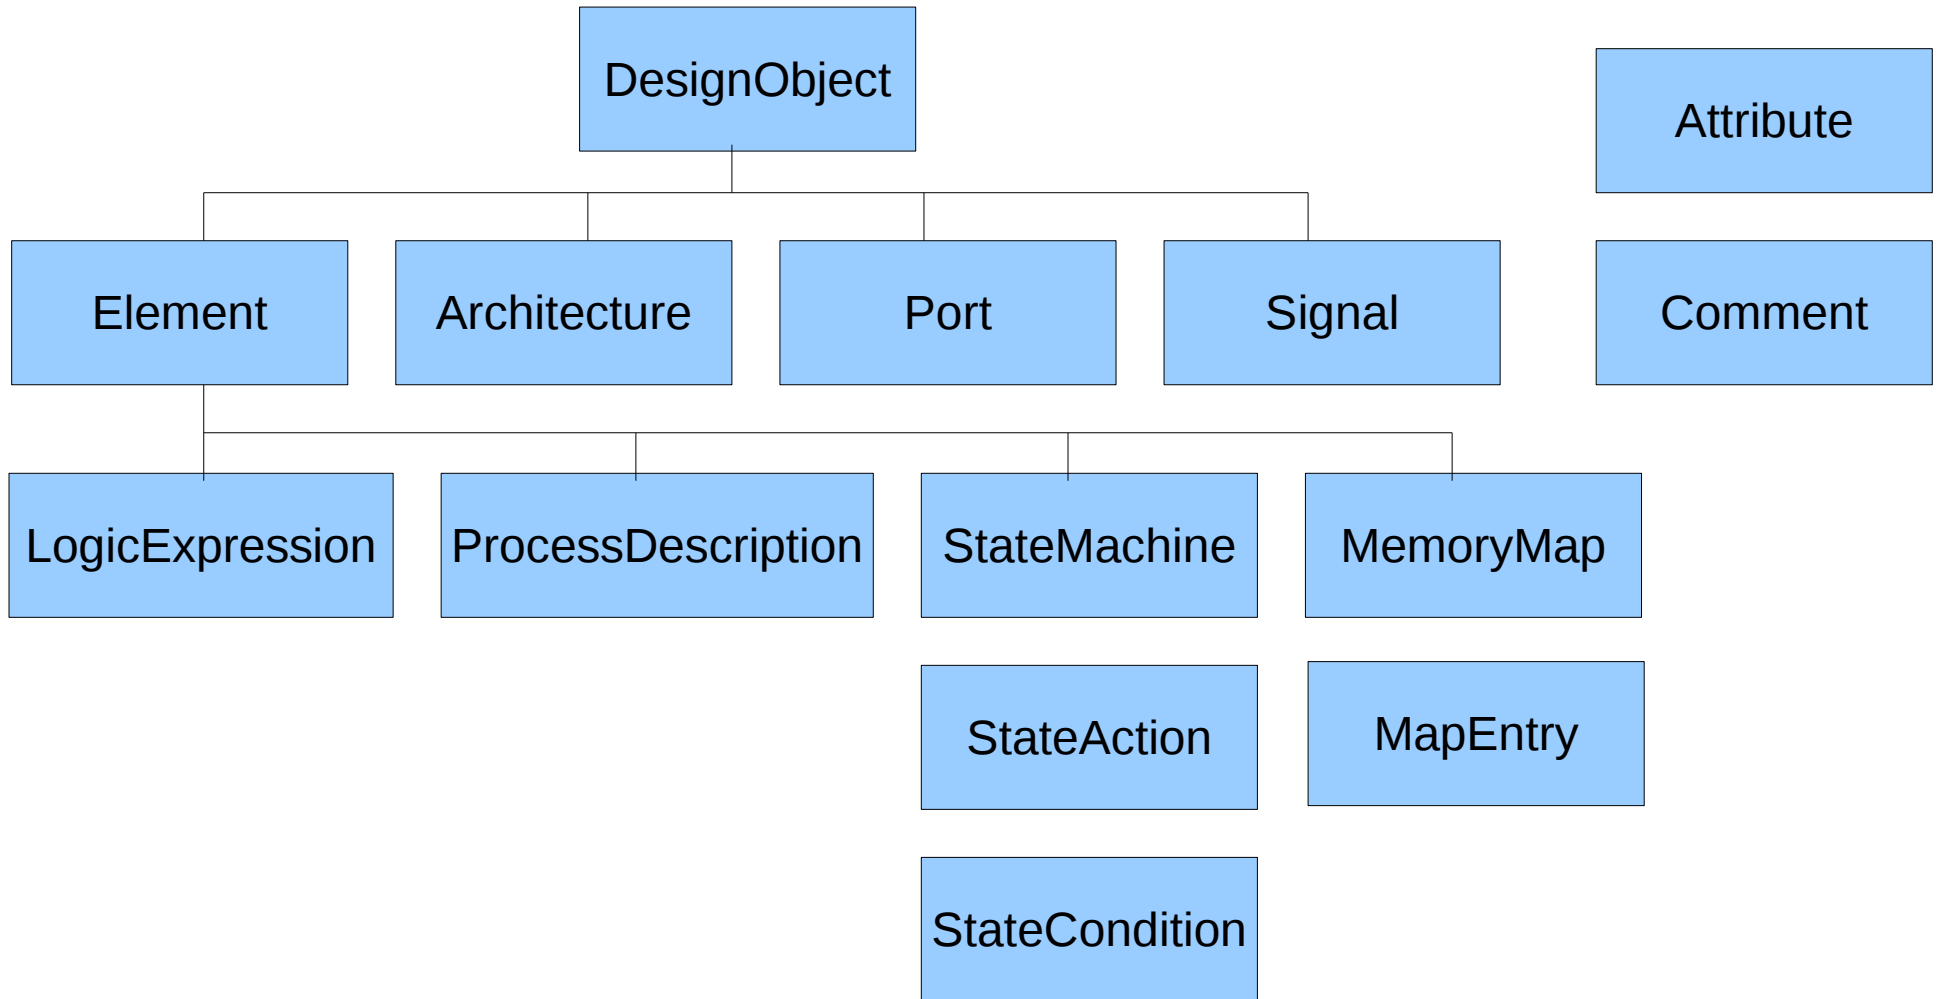 DesignObject
Attribute
Element
Architecture
Port
Signal
Comment
LogicExpression
ProcessDescription
StateMachine
MemoryMap
StateAction
MapEntry
StateCondition